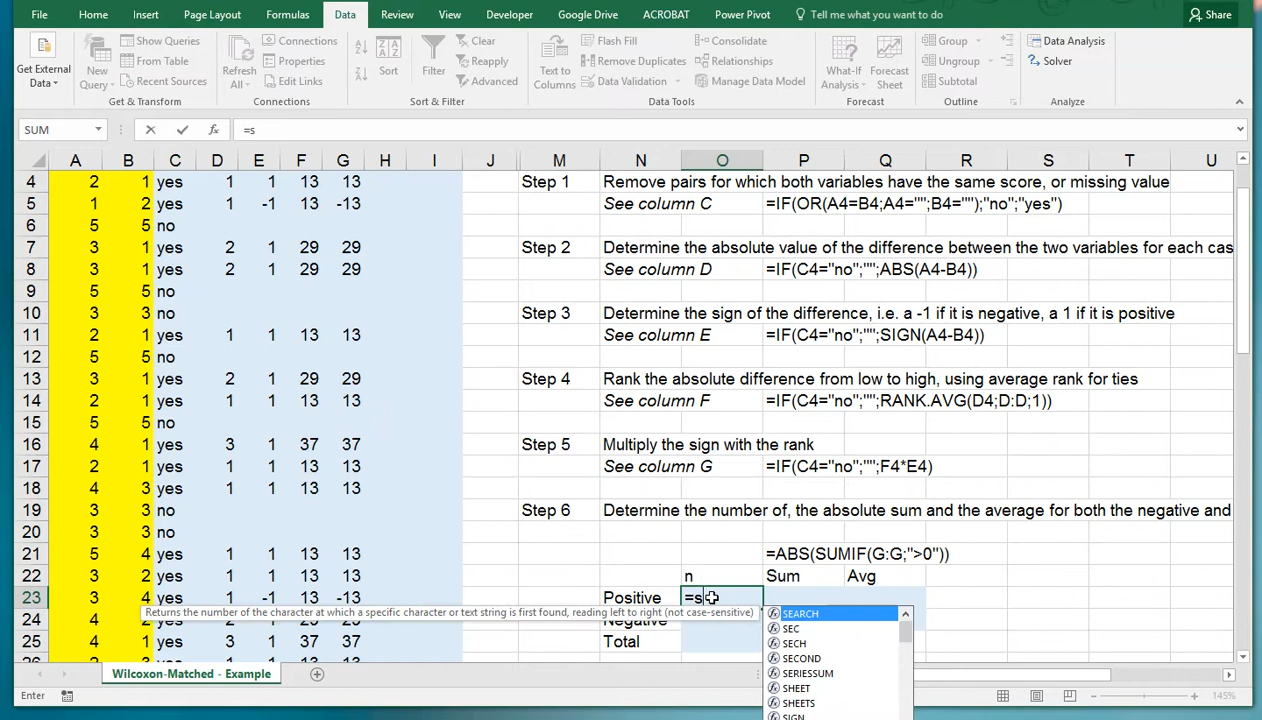 File Home Insert Page Layout Formulas Data Review View Developer Google Drive ACROBAT Power Pivot Tell me what you want to do Share
Get External Data
New Query
Show Queries
From Table
Recent Sources
Get & Transform
Refresh All
Connections
Properties
Edit Links
Connections
Sort
Filter
Clear
Reapply
Advanced
Sort & Filter
Text to Columns
Flash Fill
Remove Duplicates
Data Validation
Consolidate
Relationships
Manage Data Model
Data Tools
What-If Analysis
Forecast Sheet
Forecast
Group
Ungroup
Subtotal
Outline
Data Analysis
Solver
Analyze
SUM fx =s
A B C D E F G H I J M N O P Q R S T U
4 2 1 yes 1 1 13 13 Step 1 Remove pairs for which both variables have the same score, or missing value
5 1 2 yes 1 -1 13 -13 See column C =IF(OR(A4=B4;A4="";B4="");"no";"yes")
6 5 5 no
7 3 1 yes 2 1 29 29 Step 2 Determine the absolute value of the difference between the two variables for each cas
8 3 1 yes 2 1 29 29 See column D =IF(C4="no";"";ABS(A4-B4))
9 5 5 no
10 3 3 no Step 3 Determine the sign of the difference, i.e. a -1 if it is negative, a 1 if it is positive
11 2 1 yes 1 1 13 13 See column E =IF(C4="no";"";SIGN(A4-B4))
12 5 5 no
13 3 1 yes 2 1 29 29 Step 4 Rank the absolute difference from low to high, using average rank for ties
14 2 1 yes 1 1 13 13 See column F =IF(C4="no";"";RANK.AVG(D4;D:D;1))
15 5 5 no
16 4 1 yes 3 1 37 37 Step 5 Multiply the sign with the rank
17 2 1 yes 1 1 13 13 See column G =IF(C4="no";"";F4*E4)
18 4 3 yes 1 1 13 13
19 3 3 no Step 6 Determine the number of, the absolute sum and the average for both the negative and
20 3 3 no
21 5 4 yes 1 1 13 13 =ABS(SUMIF(G:G;">0"))
22 3 2 yes 1 1 13 13 n Sum Avg
23 3 4 yes 1 -1 13 -13 Positive =s
Returns the number of the character at which a specific character or text string is first found, reading left to right (not case-sensitive)
SEARCH
24
SEC
25 4 1 yes 3 1 37 37 Total
SECH
SECOND
SERIESSUM
SHEET
SHEETS
SIGN
Wilcoxon-Matched - Example
Enter 145%